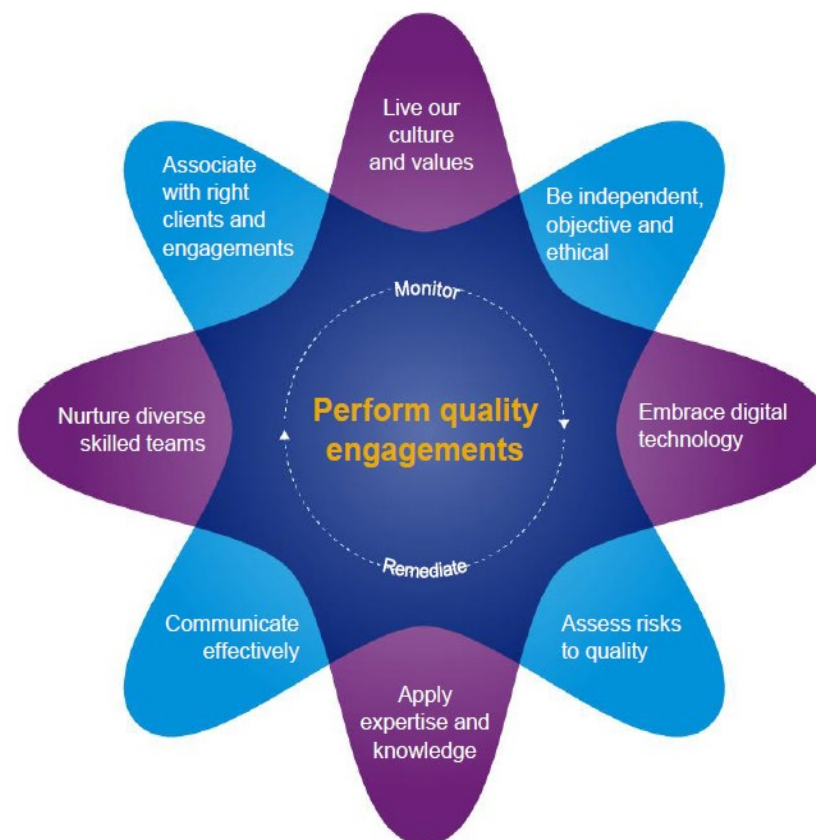 Live our
culture
and values
Associate
with right
clients and
engagements
Be independent,
objective and
ethical
Monitor
Perform quality
engagements
Nurture diverse
skilled teams
Embrace digital
technology
Remediate
Communicate
effectively
Assess risks
to quality
Apply
expertise and
knowledge